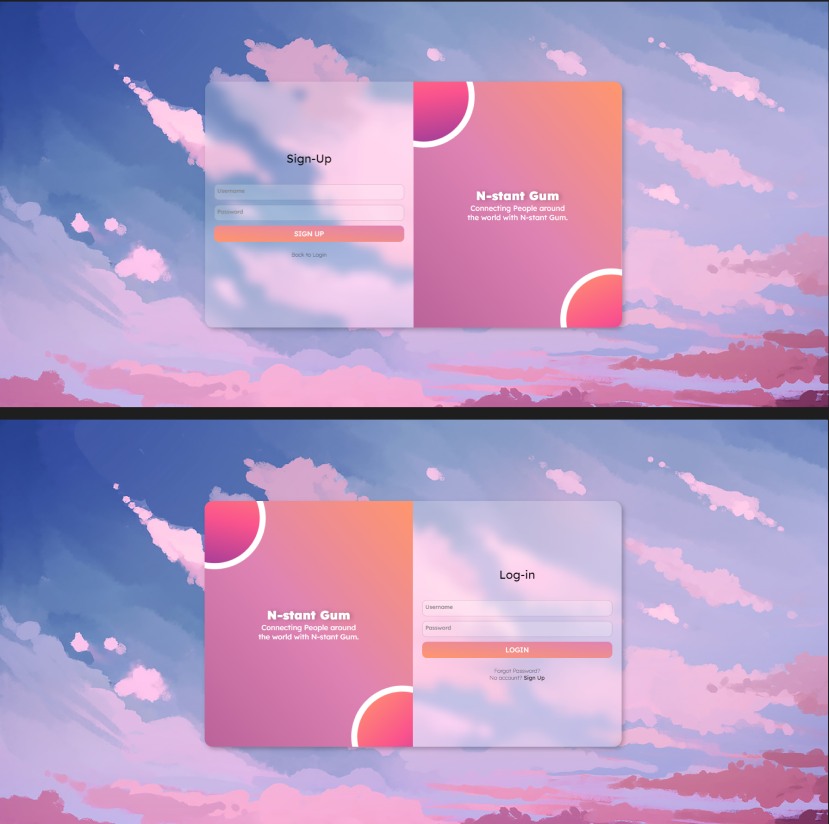 Sign-Up
Username
Password
SIGN UP
Back to Login
N-stant Gum
Connecting People around
the world with N-stant Gum.
N-stant Gum
Connecting People around
the world with N-stant Gum.
Log-in
Username
Password
LOGIN
Forgot Password?
No account? Sign Up